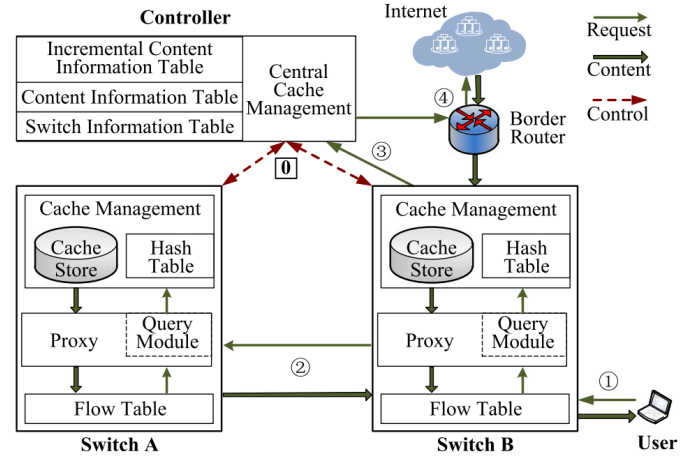 Controller
Incremental Content
Information Table
Content Information Table
Switch Information Table
Central
Cache
Management
Internet
Request
Content
Control
④
Border
Router
③
0
Cache Management
Cache
Store
Hash
Table
Proxy
Query
Module
Flow Table
Switch A
②
Cache Management
Cache
Store
Hash
Table
Proxy
Query
Module
Flow Table
Switch B
①
User